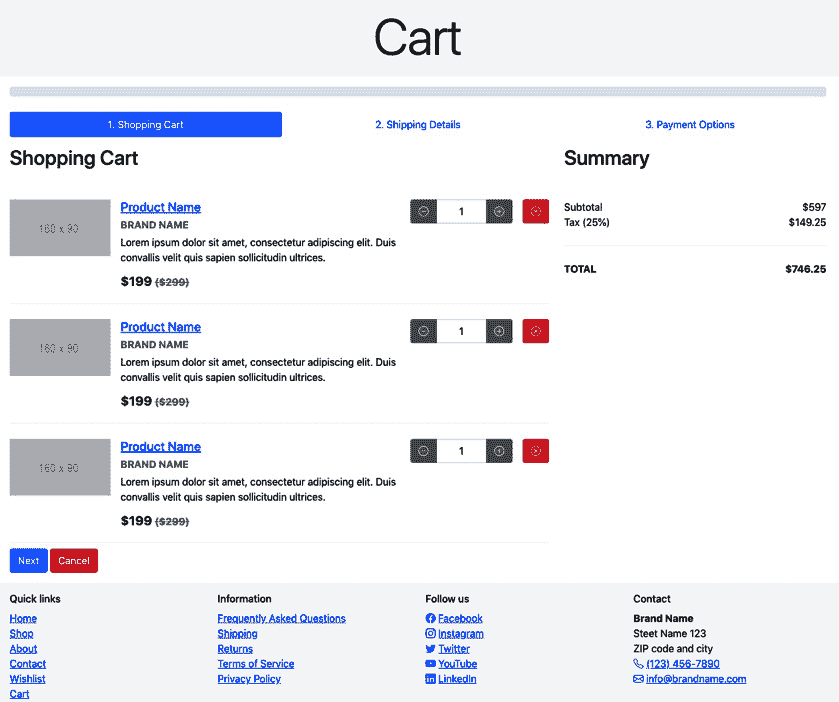 Cart
1. Shopping Cart
2. Shipping Details
3. Payment Options
Shopping Cart
160 x 90
Product Name
BRAND NAME
Lorem ipsum dolor sit amet, consectetur adipiscing elit. Duis
convallis velit quis sapien sollicitudin ultrices.
$199 ($299)
1
160 x 90
Product Name
BRAND NAME
Lorem ipsum dolor sit amet, consectetur adipiscing elit. Duis
convallis velit quis sapien sollicitudin ultrices.
$199 ($299)
1
160 x 90
Product Name
BRAND NAME
Lorem ipsum dolor sit amet, consectetur adipiscing elit. Duis
convallis velit quis sapien sollicitudin ultrices.
$199 ($299)
1
Next
Cancel
Summary
Subtotal $597
Tax (25%) $149.25
TOTAL $746.25
Quick links
Home
Shop
About
Contact
Wishlist
Cart
Information
Frequently Asked Questions
Shipping
Returns
Terms of Service
Privacy Policy
Follow us
Facebook
Instagram
Twitter
YouTube
LinkedIn
Contact
Brand Name
Steet Name 123
ZIP code and city
(123) 456-7890
info@brandname.com